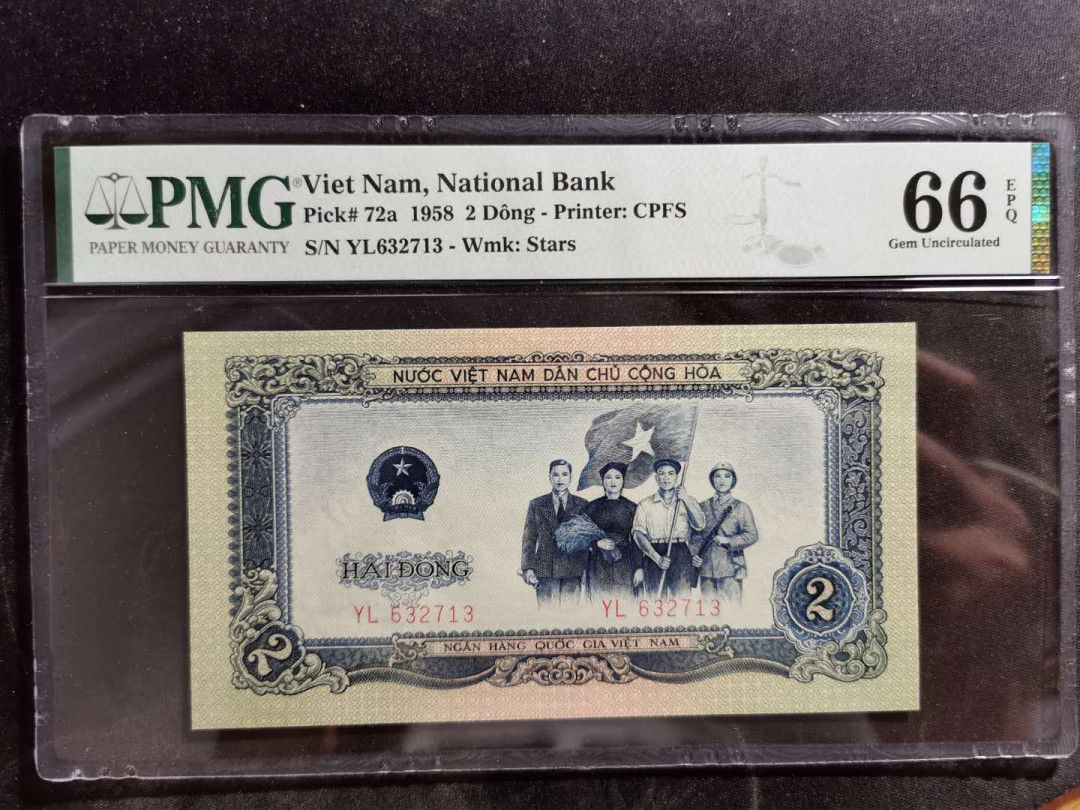 PMG®
PAPER MONEY GUARANTY
Viet Nam, National Bank
Pick# 72a 1958 2 Dông - Printer: CPFS
S/N YL632713 - Wmk: Stars
66
EPQ
Gem Uncirculated
NƯỚC VIỆT NAM DÂN CHỦ CỘNG HÒA
HAI ĐỒNG
YL 632713
YL 632713
2
2
NGÂN HÀNG QUỐC GIA VIỆT NAM